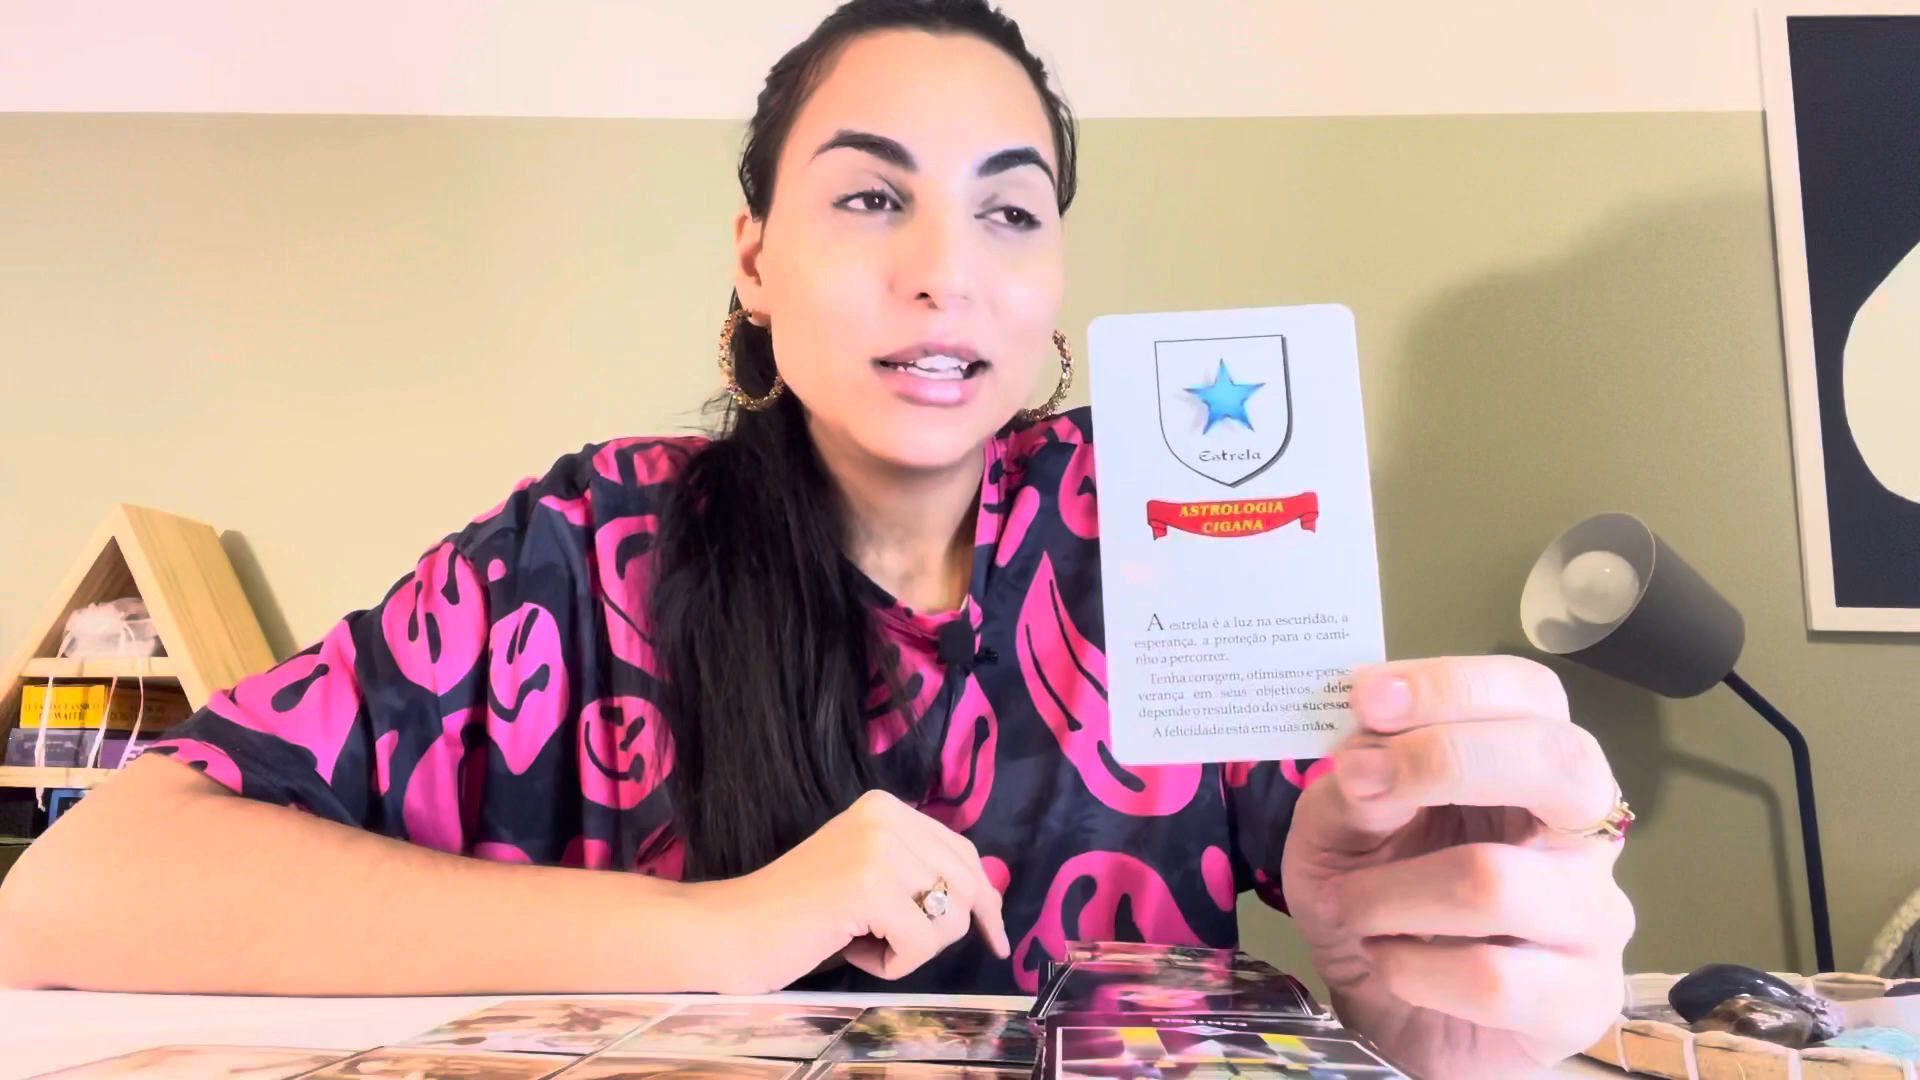 Estrela
ASTROLOGIA
CIGANA
A estrela é a luz na escuridão, a
esperança, a proteção para o cami-
nho a percorrer.
Tenha coragem, otimismo e perse-
verança em seus objetivos, deles
depende o resultado do seu sucesso.
A felicidade está em suas mãos.
WAITE